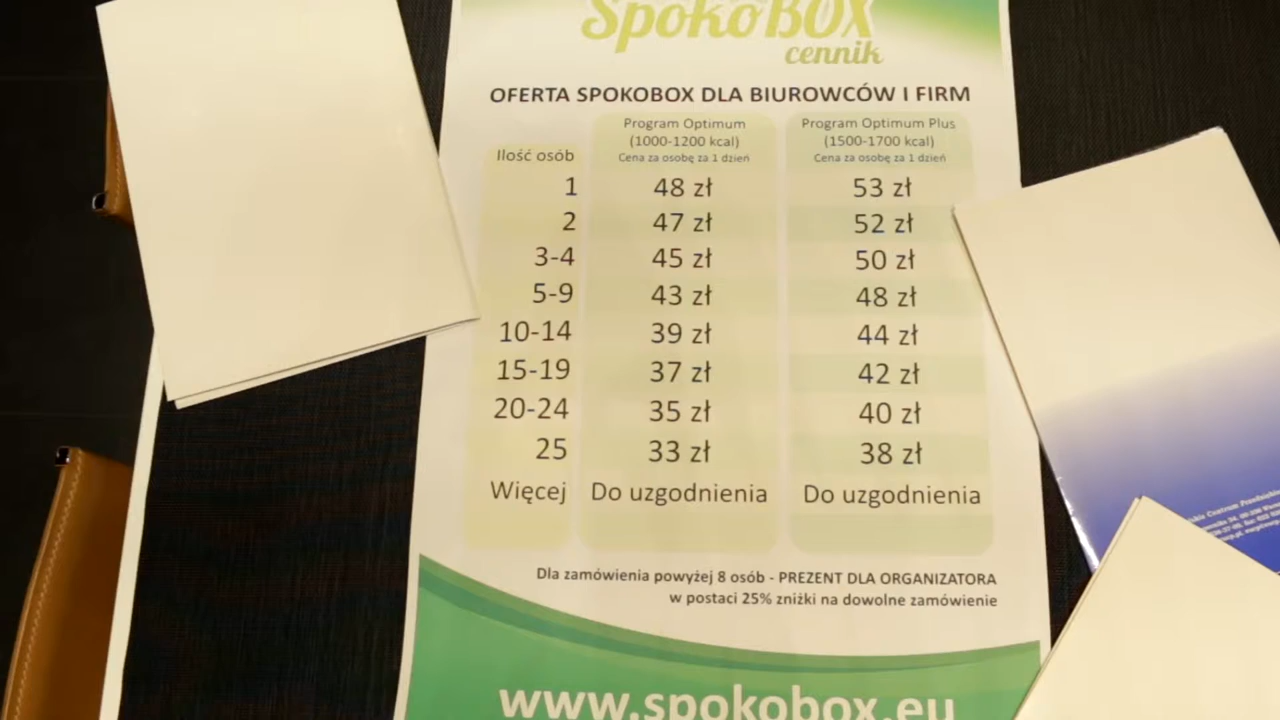 SpokoBOX
cennik
OFERTA SPOKOBOX DLA BIUROWCÓW I FIRM
Ilość osób
Program Optimum
(1000-1200 kcal)
Cena za osobę za 1 dzień
Program Optimum Plus
(1500-1700 kcal)
Cena za osobę za 1 dzień
1 48 zł 53 zł
2 47 zł 52 zł
3-4 45 zł 50 zł
5-9 43 zł 48 zł
10-14 39 zł 44 zł
15-19 37 zł 42 zł
20-24 35 zł 40 zł
25 33 zł 38 zł
Więcej Do uzgodnienia Do uzgodnienia
Dla zamówienia powyżej 8 osób - PREZENT DLA ORGANIZATORA
w postaci 25% zniżki na dowolne zamówienie
www.spokobox.eu
Centrum